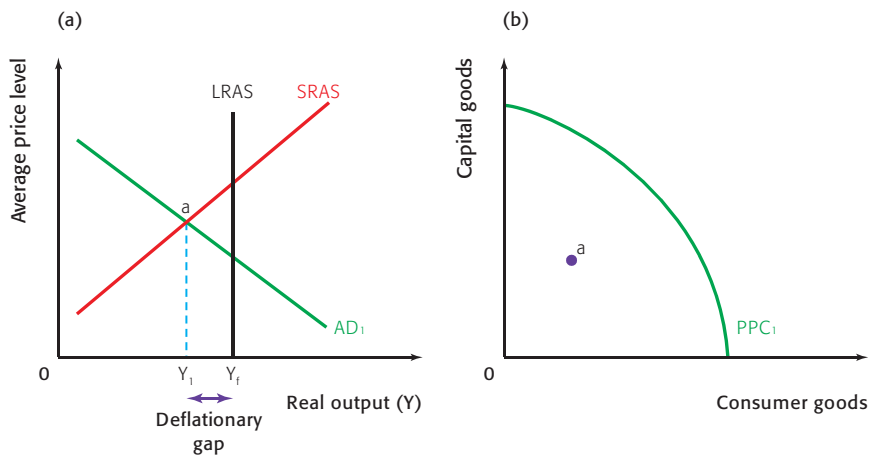 (a)
Average price level
LRAS
SRAS
a
AD₁
0
Y₁
Yf
Real output (Y)
Deflationary
gap
(b)
Capital goods
a
PPC₁
0
Consumer goods